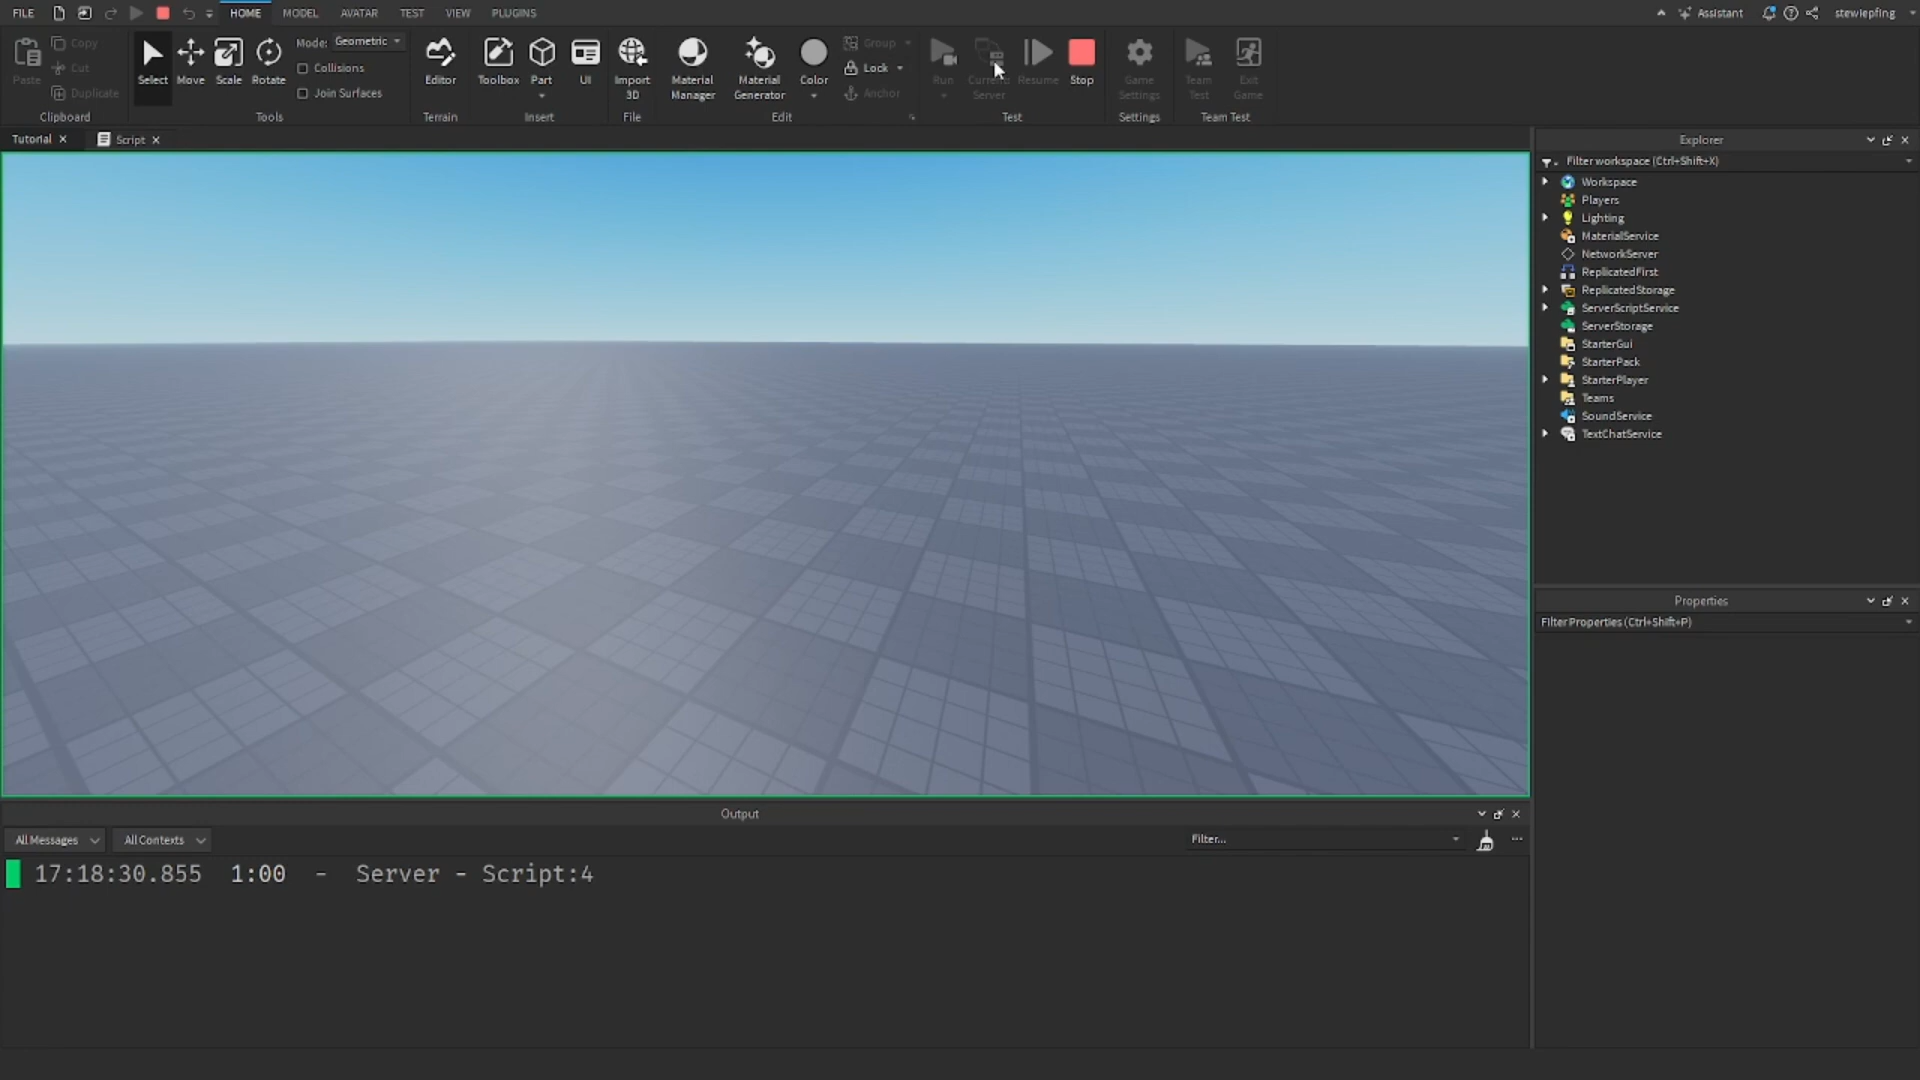 FILE HOME MODEL AVATAR TEST VIEW PLUGINS Assistant stewiepfing
Paste Copy Cut Duplicate
Clipboard
Select Move Scale Rotate
Mode: Geometric
Collisions
Join Surfaces
Tools
Editor
Terrain
Toolbox Part UI
Insert
Import 3D
File
Material Manager Material Generator Color
Group
Lock
Anchor
Edit
Run Current Server Resume Stop
Test
Game Settings
Settings
Team Test Exit Game
Team Test
Tutorial Script
Explorer
Filter workspace (Ctrl+Shift+X)
Workspace
Players
Lighting
MaterialService
NetworkServer
ReplicatedFirst
ReplicatedStorage
ServerScriptService
ServerStorage
StarterGui
StarterPack
StarterPlayer
Teams
SoundService
TextChatService
Properties
Filter Properties (Ctrl+Shift+P)
Output
All Messages All Contexts Filter...
17:18:30.855 1:00 - Server - Script:4